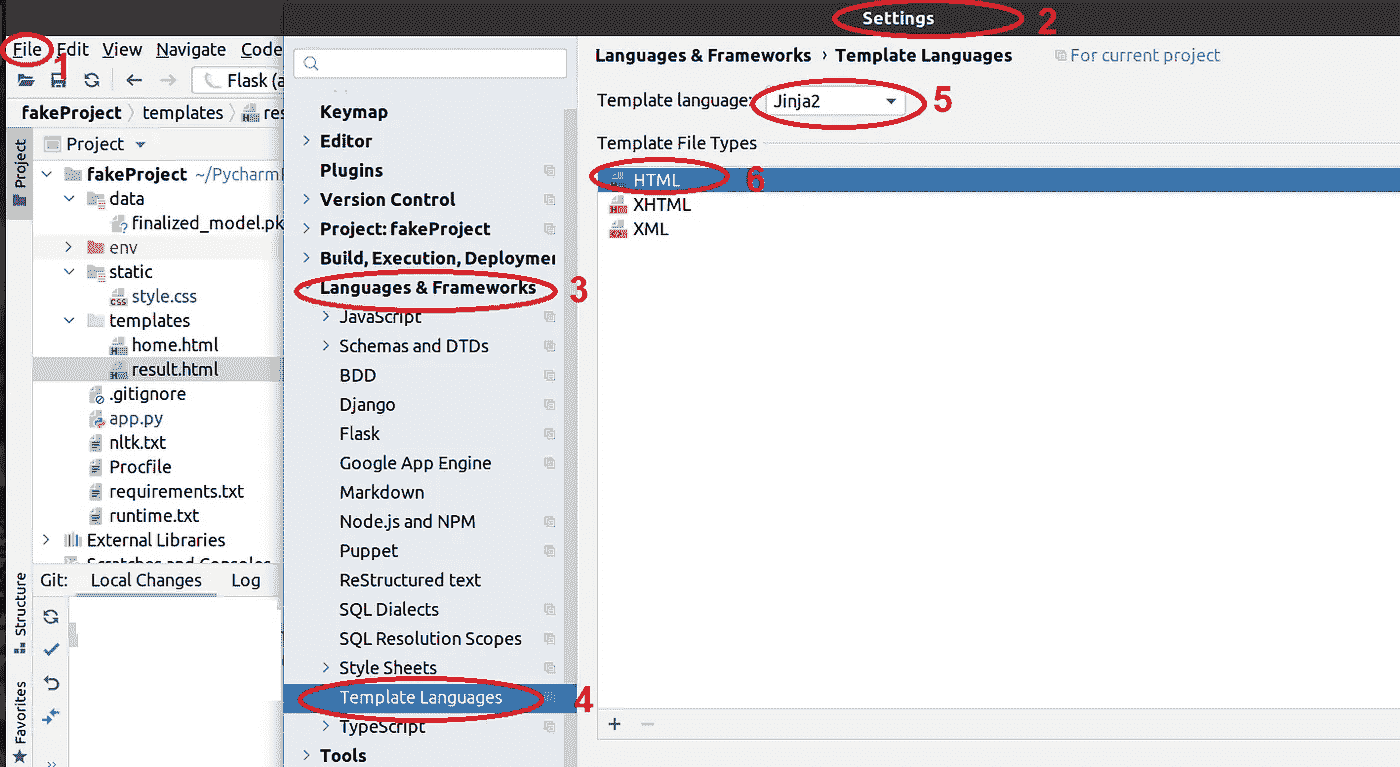 Settings
2
File Edit View Navigate Code
1
Flask (a
fakeProject
templates
res
Project
Project
fakeProject ~/Pycharm
data
finalized_model.pk
env
static
style.css
templates
home.html
result.html
.gitignore
app.py
nltk.txt
Procfile
requirements.txt
runtime.txt
External Libraries
Scratches and Consoles
Git: Local Changes Log
Structure
Favorites
Keymap
Editor
Plugins
Version Control
Project: fakeProject
Build, Execution, Deploymen
Languages & Frameworks
3
JavaScript
Schemas and DTDs
BDD
Django
Flask
Google App Engine
Markdown
Node.js and NPM
Puppet
ReStructured text
SQL Dialects
SQL Resolution Scopes
Style Sheets
Template Languages
4
TypeScript
Tools
Languages & Frameworks › Template Languages
For current project
Template language: Jinja2
5
Template File Types
HTML
6
XHTML
XML